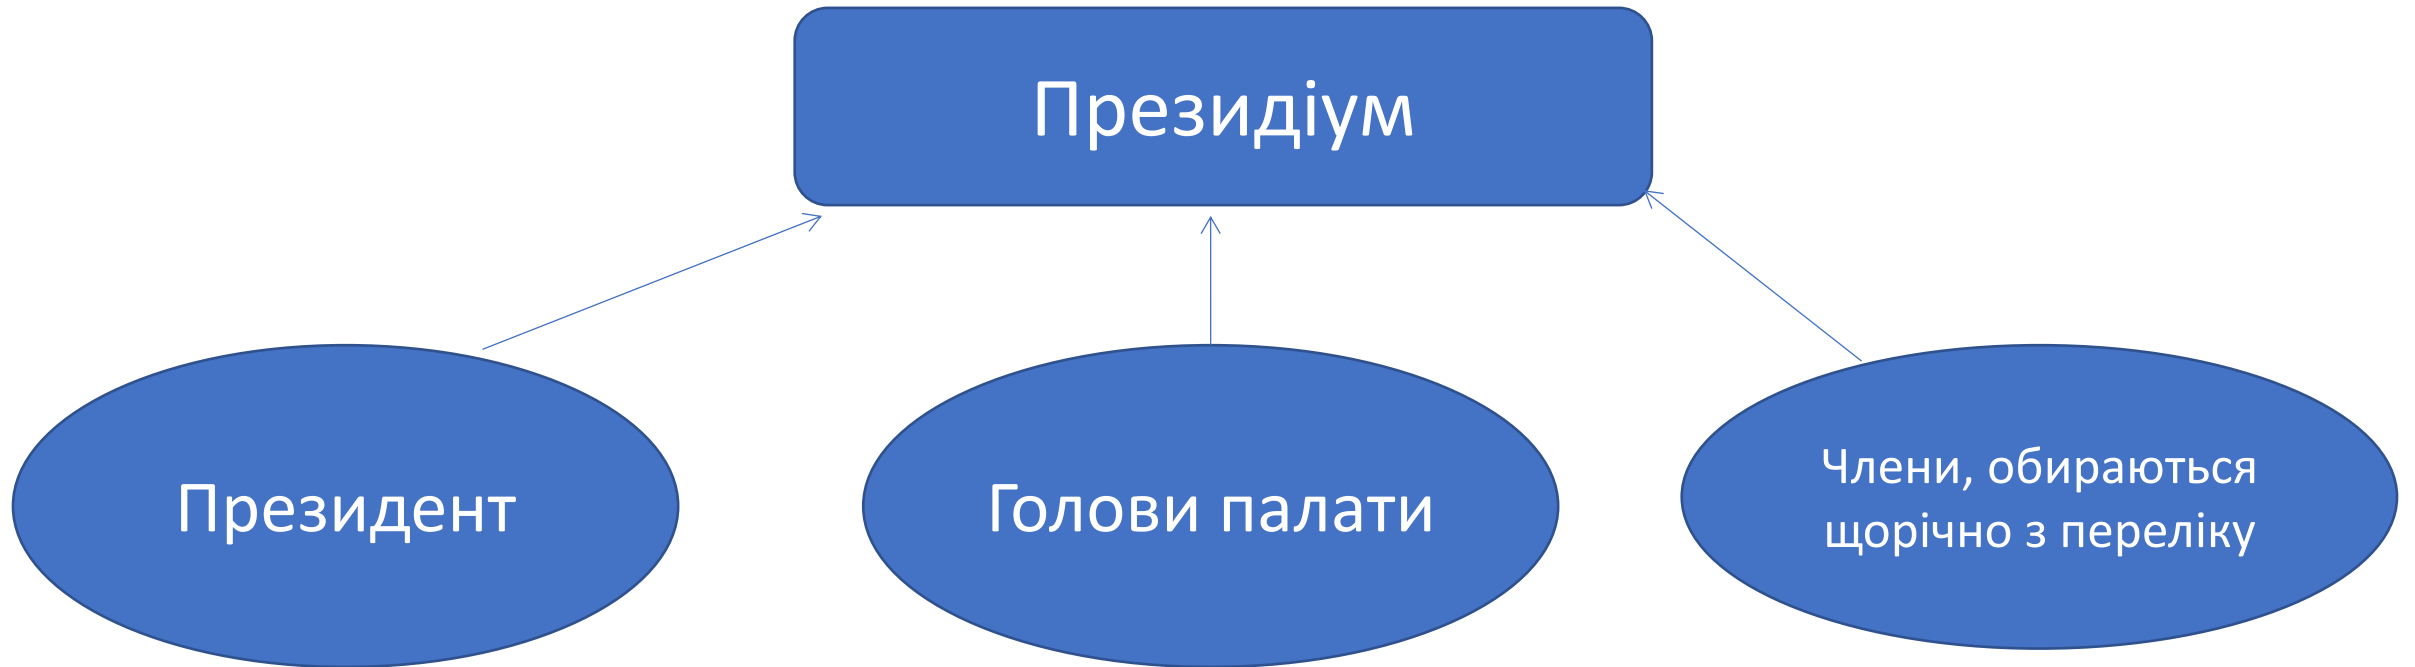 Президіум
Президент
Голови палати
Члени, обираються
щорічно з переліку